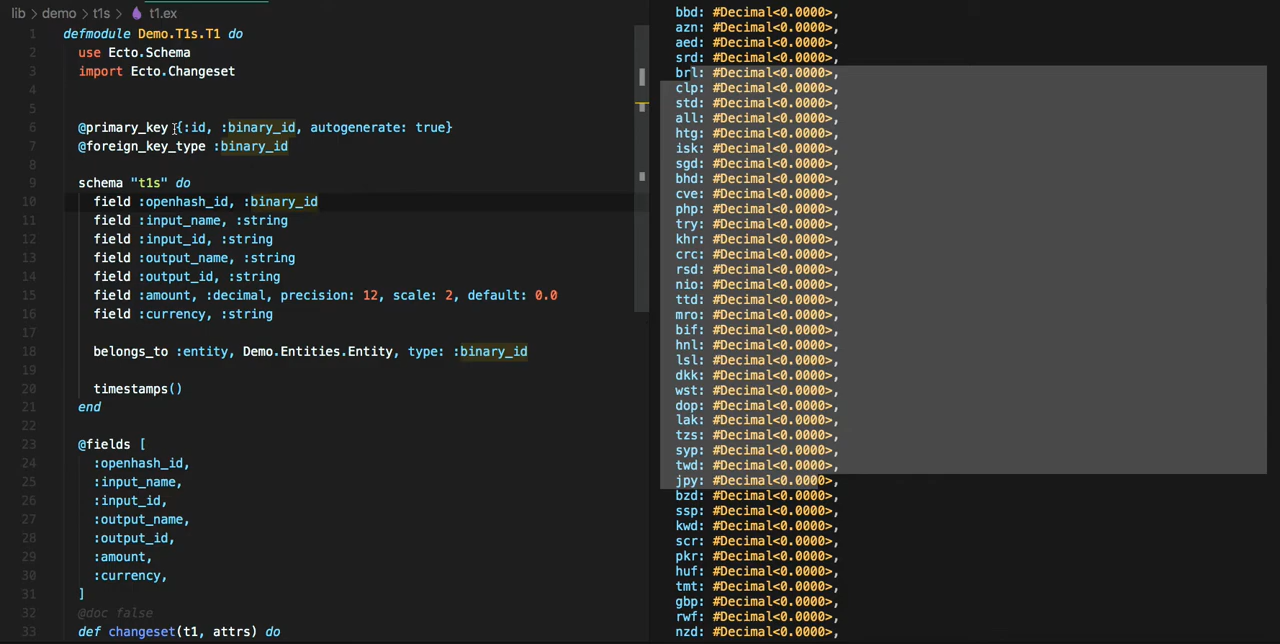 lib > demo > t1s > t1.ex
1 defmodule Demo.T1s.T1 do
2 use Ecto.Schema
3 import Ecto.Changeset
4
5
6 @primary_key {:id, :binary_id, autogenerate: true}
7 @foreign_key_type :binary_id
8
9 schema "t1s" do
10 field :openhash_id, :binary_id
11 field :input_name, :string
12 field :input_id, :string
13 field :output_name, :string
14 field :output_id, :string
15 field :amount, :decimal, precision: 12, scale: 2, default: 0.0
16 field :currency, :string
17
18 belongs_to :entity, Demo.Entities.Entity, type: :binary_id
19
20 timestamps()
21 end
22
23 @fields [
24 :openhash_id,
25 :input_name,
26 :input_id,
27 :output_name,
28 :output_id,
29 :amount,
30 :currency,
31 ]
32 @doc false
33 def changeset(t1, attrs) do
bbd: #Decimal<0.0000>,
azn: #Decimal<0.0000>,
aed: #Decimal<0.0000>,
srd: #Decimal<0.0000>,
brl: #Decimal<0.0000>,
clp: #Decimal<0.0000>,
std: #Decimal<0.0000>,
all: #Decimal<0.0000>,
htg: #Decimal<0.0000>,
isk: #Decimal<0.0000>,
sgd: #Decimal<0.0000>,
bhd: #Decimal<0.0000>,
cve: #Decimal<0.0000>,
php: #Decimal<0.0000>,
try: #Decimal<0.0000>,
khr: #Decimal<0.0000>,
crc: #Decimal<0.0000>,
rsd: #Decimal<0.0000>,
nio: #Decimal<0.0000>,
ttd: #Decimal<0.0000>,
mro: #Decimal<0.0000>,
bif: #Decimal<0.0000>,
hnl: #Decimal<0.0000>,
lsl: #Decimal<0.0000>,
dkk: #Decimal<0.0000>,
wst: #Decimal<0.0000>,
dop: #Decimal<0.0000>,
lak: #Decimal<0.0000>,
tzs: #Decimal<0.0000>,
syp: #Decimal<0.0000>,
twd: #Decimal<0.0000>,
jpy: #Decimal<0.0000>,
bzd: #Decimal<0.0000>,
ssp: #Decimal<0.0000>,
kwd: #Decimal<0.0000>,
scr: #Decimal<0.0000>,
pkr: #Decimal<0.0000>,
huf: #Decimal<0.0000>,
tmt: #Decimal<0.0000>,
gbp: #Decimal<0.0000>,
rwf: #Decimal<0.0000>,
nzd: #Decimal<0.0000>,